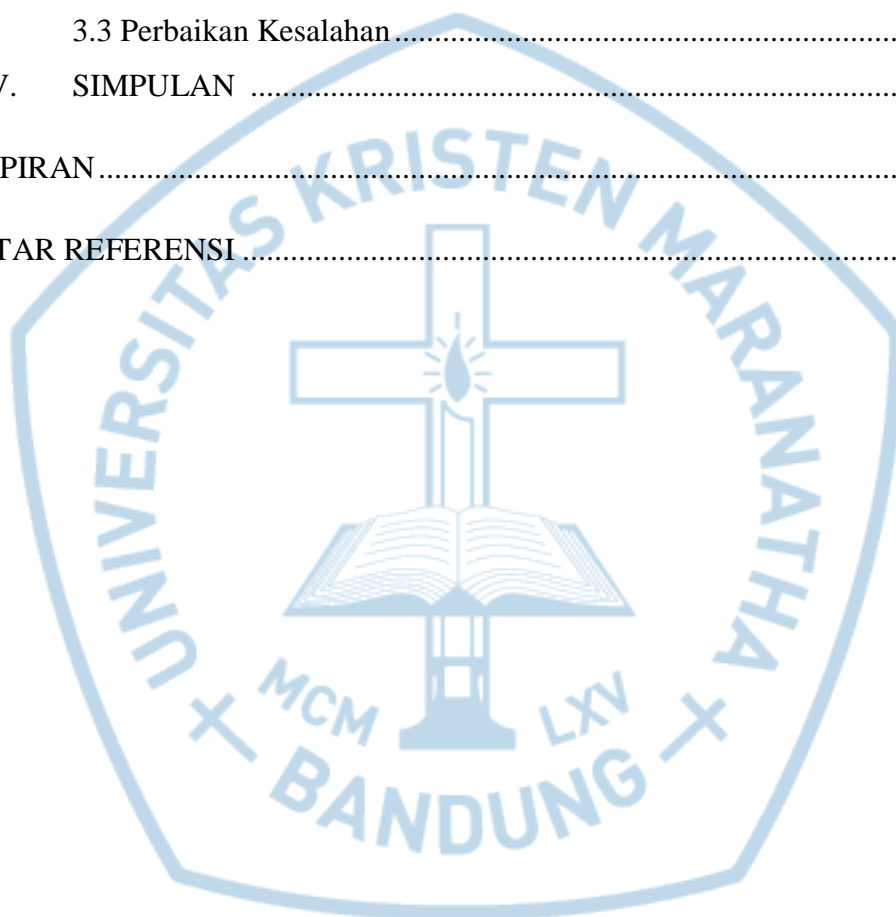 3.3 Perbaikan Kesalahan................................................................................
V. SIMPULAN ................................................................................
PIRAN................................................................................
TAR REFERENSI................................................................................
UNIVERSITAS KRISTEN MARANATHA
MCM LXV
BANDUNG